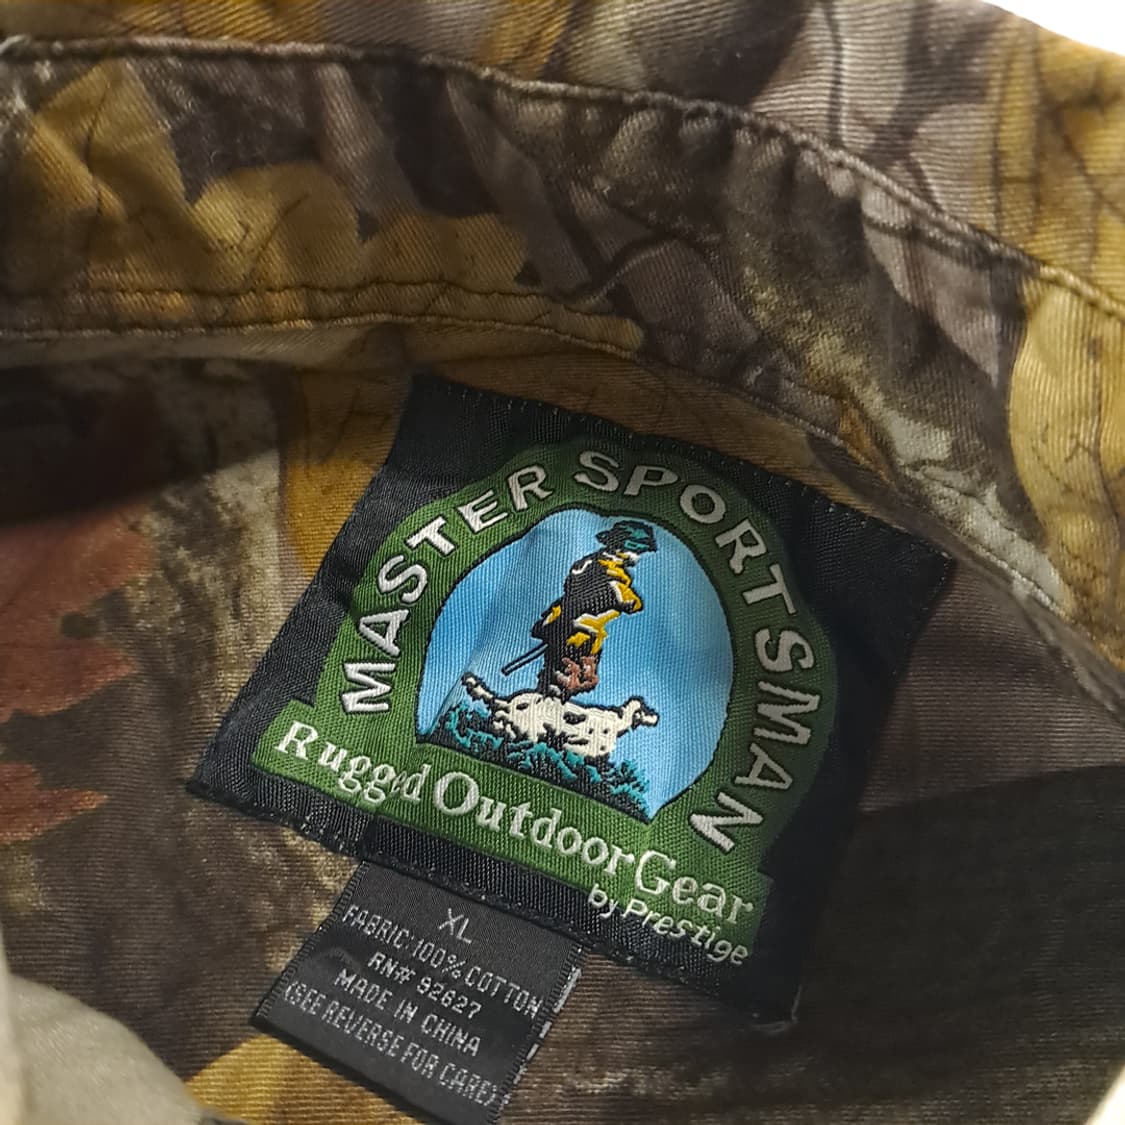 MASTER SPORTSMAN
Rugged Outdoor Gear
by Prestige
XL
FABRIC:100% COTTON
RN# 92627
MADE IN CHINA
(SEE REVERSE FOR CARE)